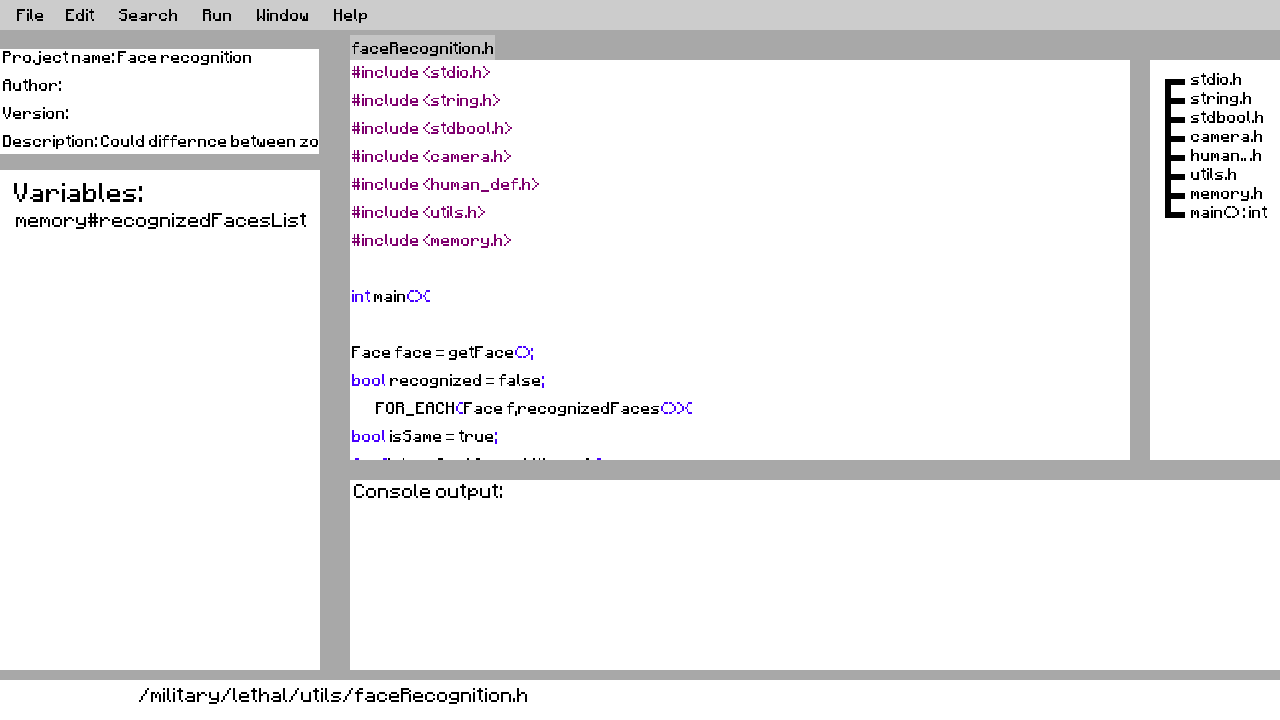 File Edit Search Run Window Help
Project name: Face recognition
Author:
Version:
Description: Could differnce between zo
Variables:
memory#recognizedFacesList
faceRecognition.h
#include <stdio.h>
#include <string.h>
#include <stdbool.h>
#include <camera.h>
#include <human_def.h>
#include <utils.h>
#include <memory.h>
int main(){
Face face = getFace();
bool recognized = false;
FOR_EACH(Face f,recognizedFaces()){
bool isSame = true;
stdio.h
string.h
stdbool.h
camera.h
human...h
utils.h
memory.h
main():int
Console output:
/military/lethal/utils/faceRecognition.h